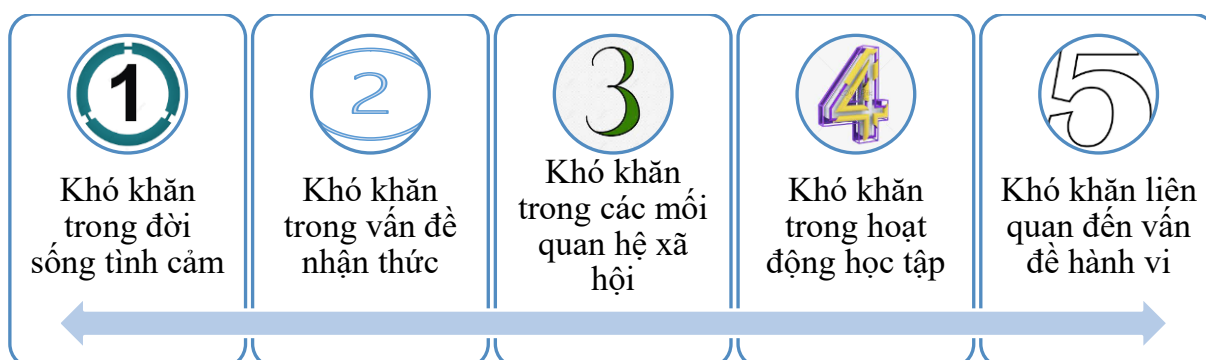 1
Khó khăn
trong đời
sống tình cảm
2
Khó khăn
trong vấn đề
nhận thức
3
Khó khăn
trong các mối
quan hệ xã
hội
4
Khó khăn
trong hoạt
động học tập
5
Khó khăn liên
quan đến vấn
đề hành vi